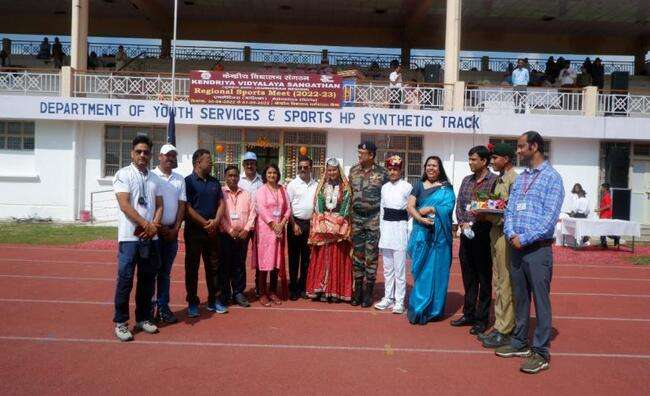 केन्द्रीय विद्यालय संगठन
KENDRIYA VIDYALAYA SANGATHAN
Regional Sports Meet (2022-23)
DEPARTMENT OF YOUTH SERVICES & SPORTS HP SYNTHETIC TRACK